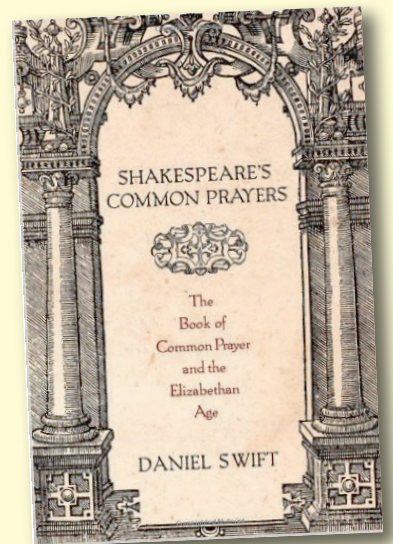 SHAKESPEARE'S
COMMON PRAYERS
The
Book of
Common Prayer
and the
Elizabethan
Age
DANIEL SWIFT